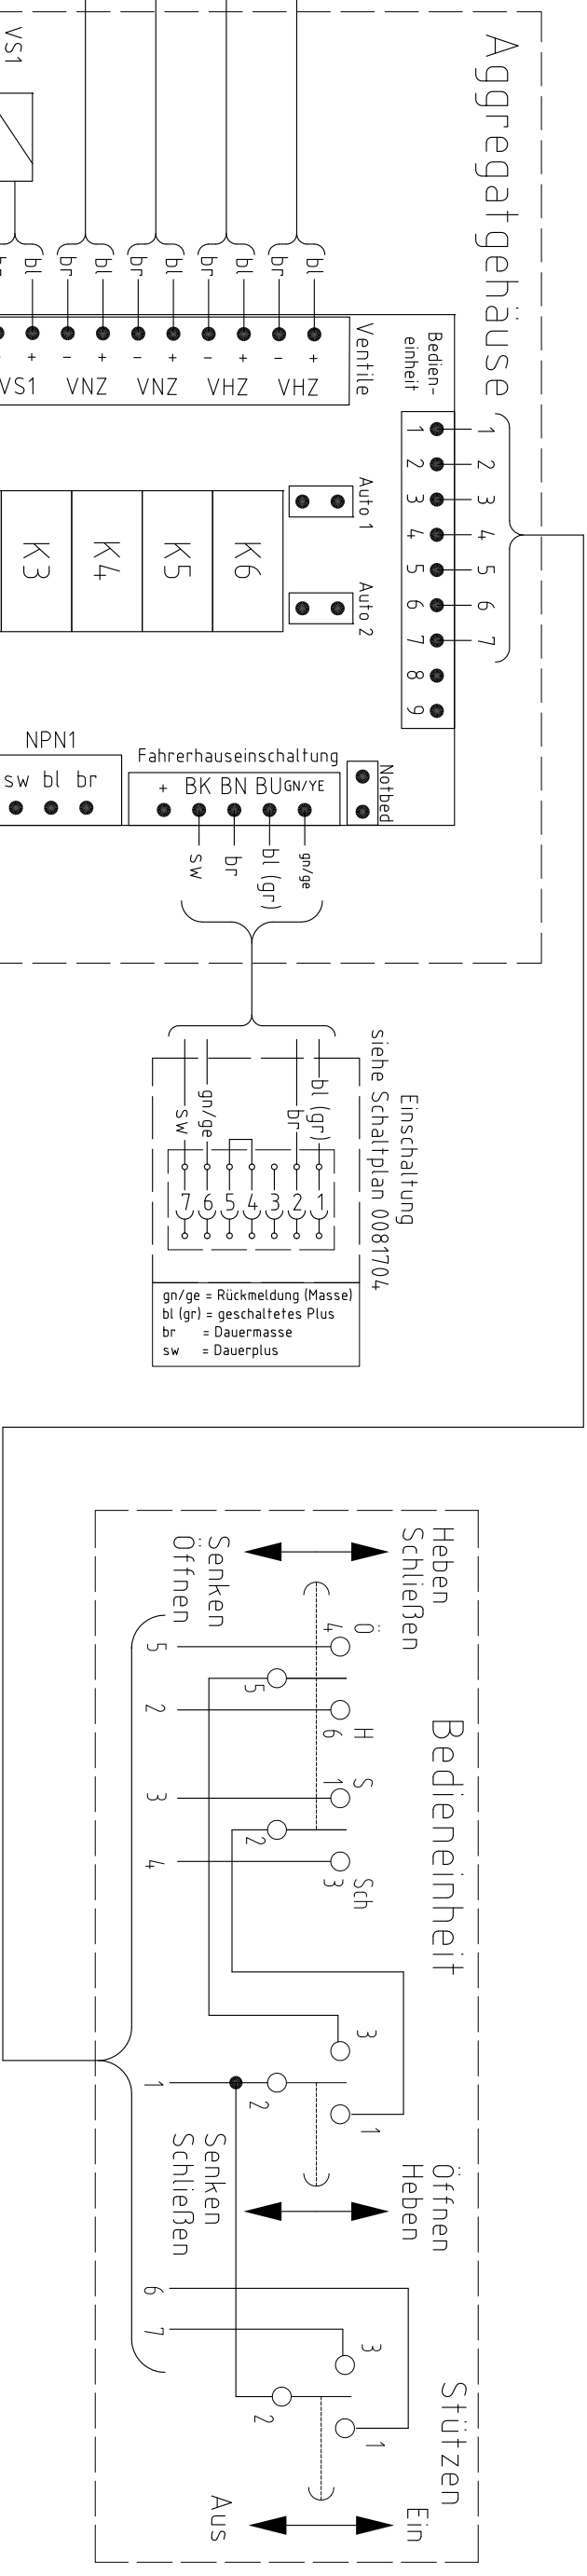 Aggregatgehäuse
VS1
br
bl
br
bl
br
bl
br
bl
br
bl
- + - + - + - + - +
VS1 VNZ VNZ VHZ VHZ
Ventile
Bedien-
einheit
1 2 3 4 5 6 7
1 2 3 4 5 6 7 8 9
Auto 1
Auto 2
K3
K4
K5
K6
NPN1
sw bl br
Fahrerhauseinschaltung
+ BK BN BU GN/YE
Notbed
sw
br
bl (gr)
gn/ge
Einschaltung
siehe Schaltplan 0081704
bl (gr)
br
gn/ge
sw
7 6 5 4 3 2 1
gn/ge = Rückmeldung (Masse)
bl (gr) = geschaltetes Plus
br = Dauermasse
sw = Dauerplus
Bedieneinheit
Heben
Schließen
Senken
Öffnen
Ö
4
5
H
6
S
1
2
Sch
3
5
2
3
4
1
3
2
1
Öffnen
Heben
Senken
Schließen
6
7
Stützen
3
2
1
Ein
Aus